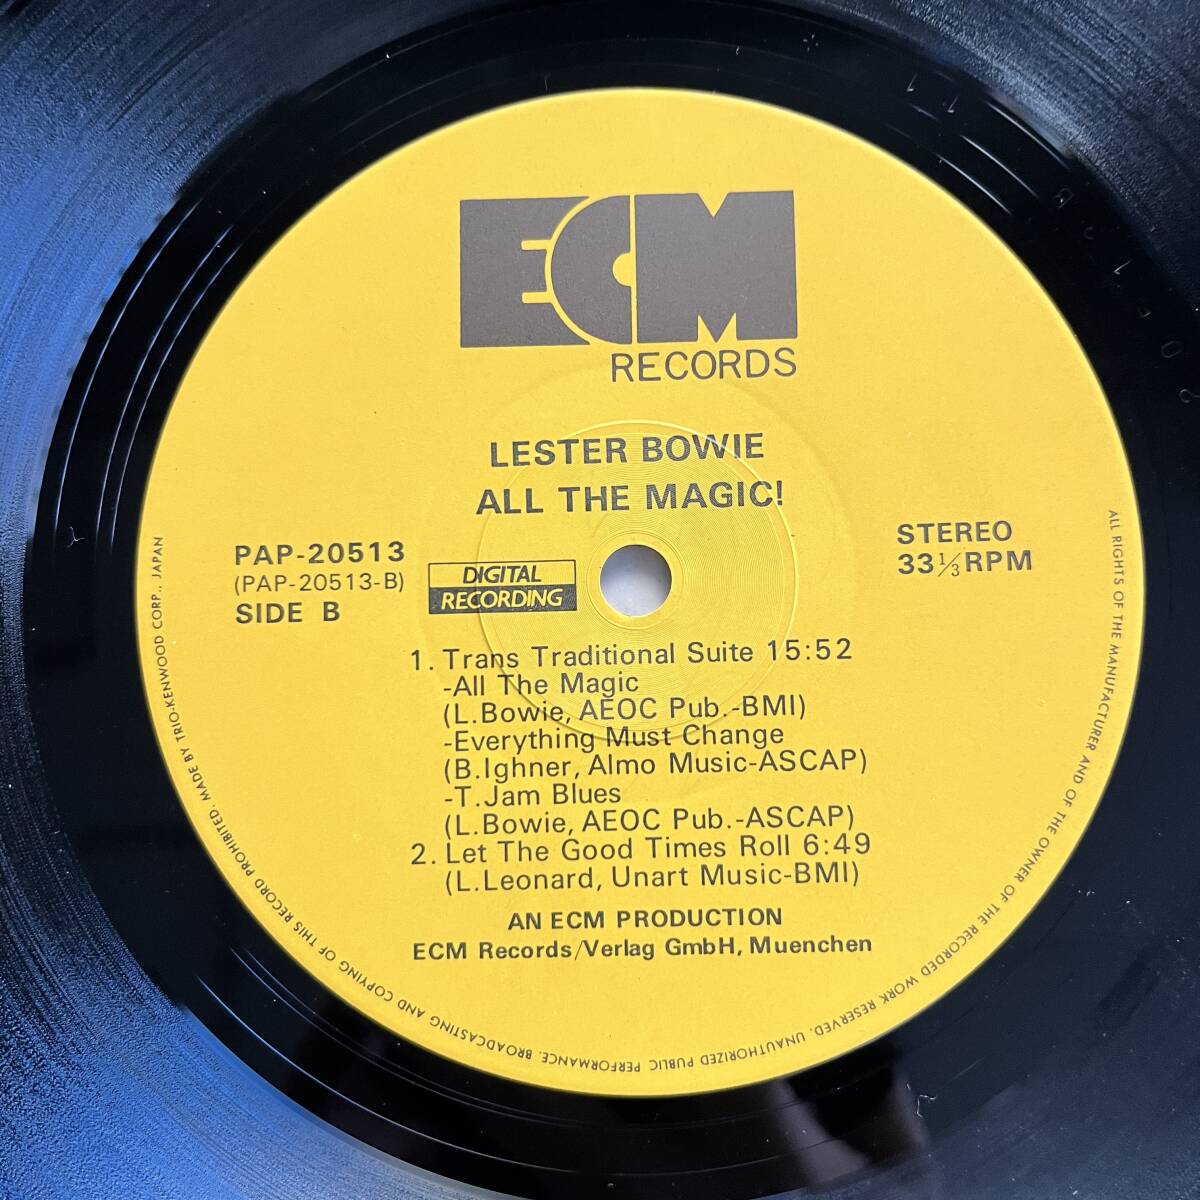 ECM
RECORDS
LESTER BOWIE
ALL THE MAGIC!
PAP-20513
(PAP-20513-B)
SIDE B
DIGITAL
RECORDING
STEREO
33 1/3 RPM
1. Trans Traditional Suite 15:52
-All The Magic
(L.Bowie, AEOC Pub.-BMI)
-Everything Must Change
(B.Ighner, Almo Music-ASCAP)
-T.Jam Blues
(L.Bowie, AEOC Pub.-ASCAP)
2. Let The Good Times Roll 6:49
(L.Leonard, Unart Music-BMI)
AN ECM PRODUCTION
ECM Records/Verlag GmbH, Muenchen
ALL RIGHTS OF THE MANUFACTURER AND OF THE OWNER OF THE RECORDED WORK RESERVED. UNAUTHORIZED PUBLIC PERFORMANCE, BROADCASTING AND COPYING OF THIS RECORD PROHIBITED. MADE BY TRIO-KENWOOD CORP., JAPAN